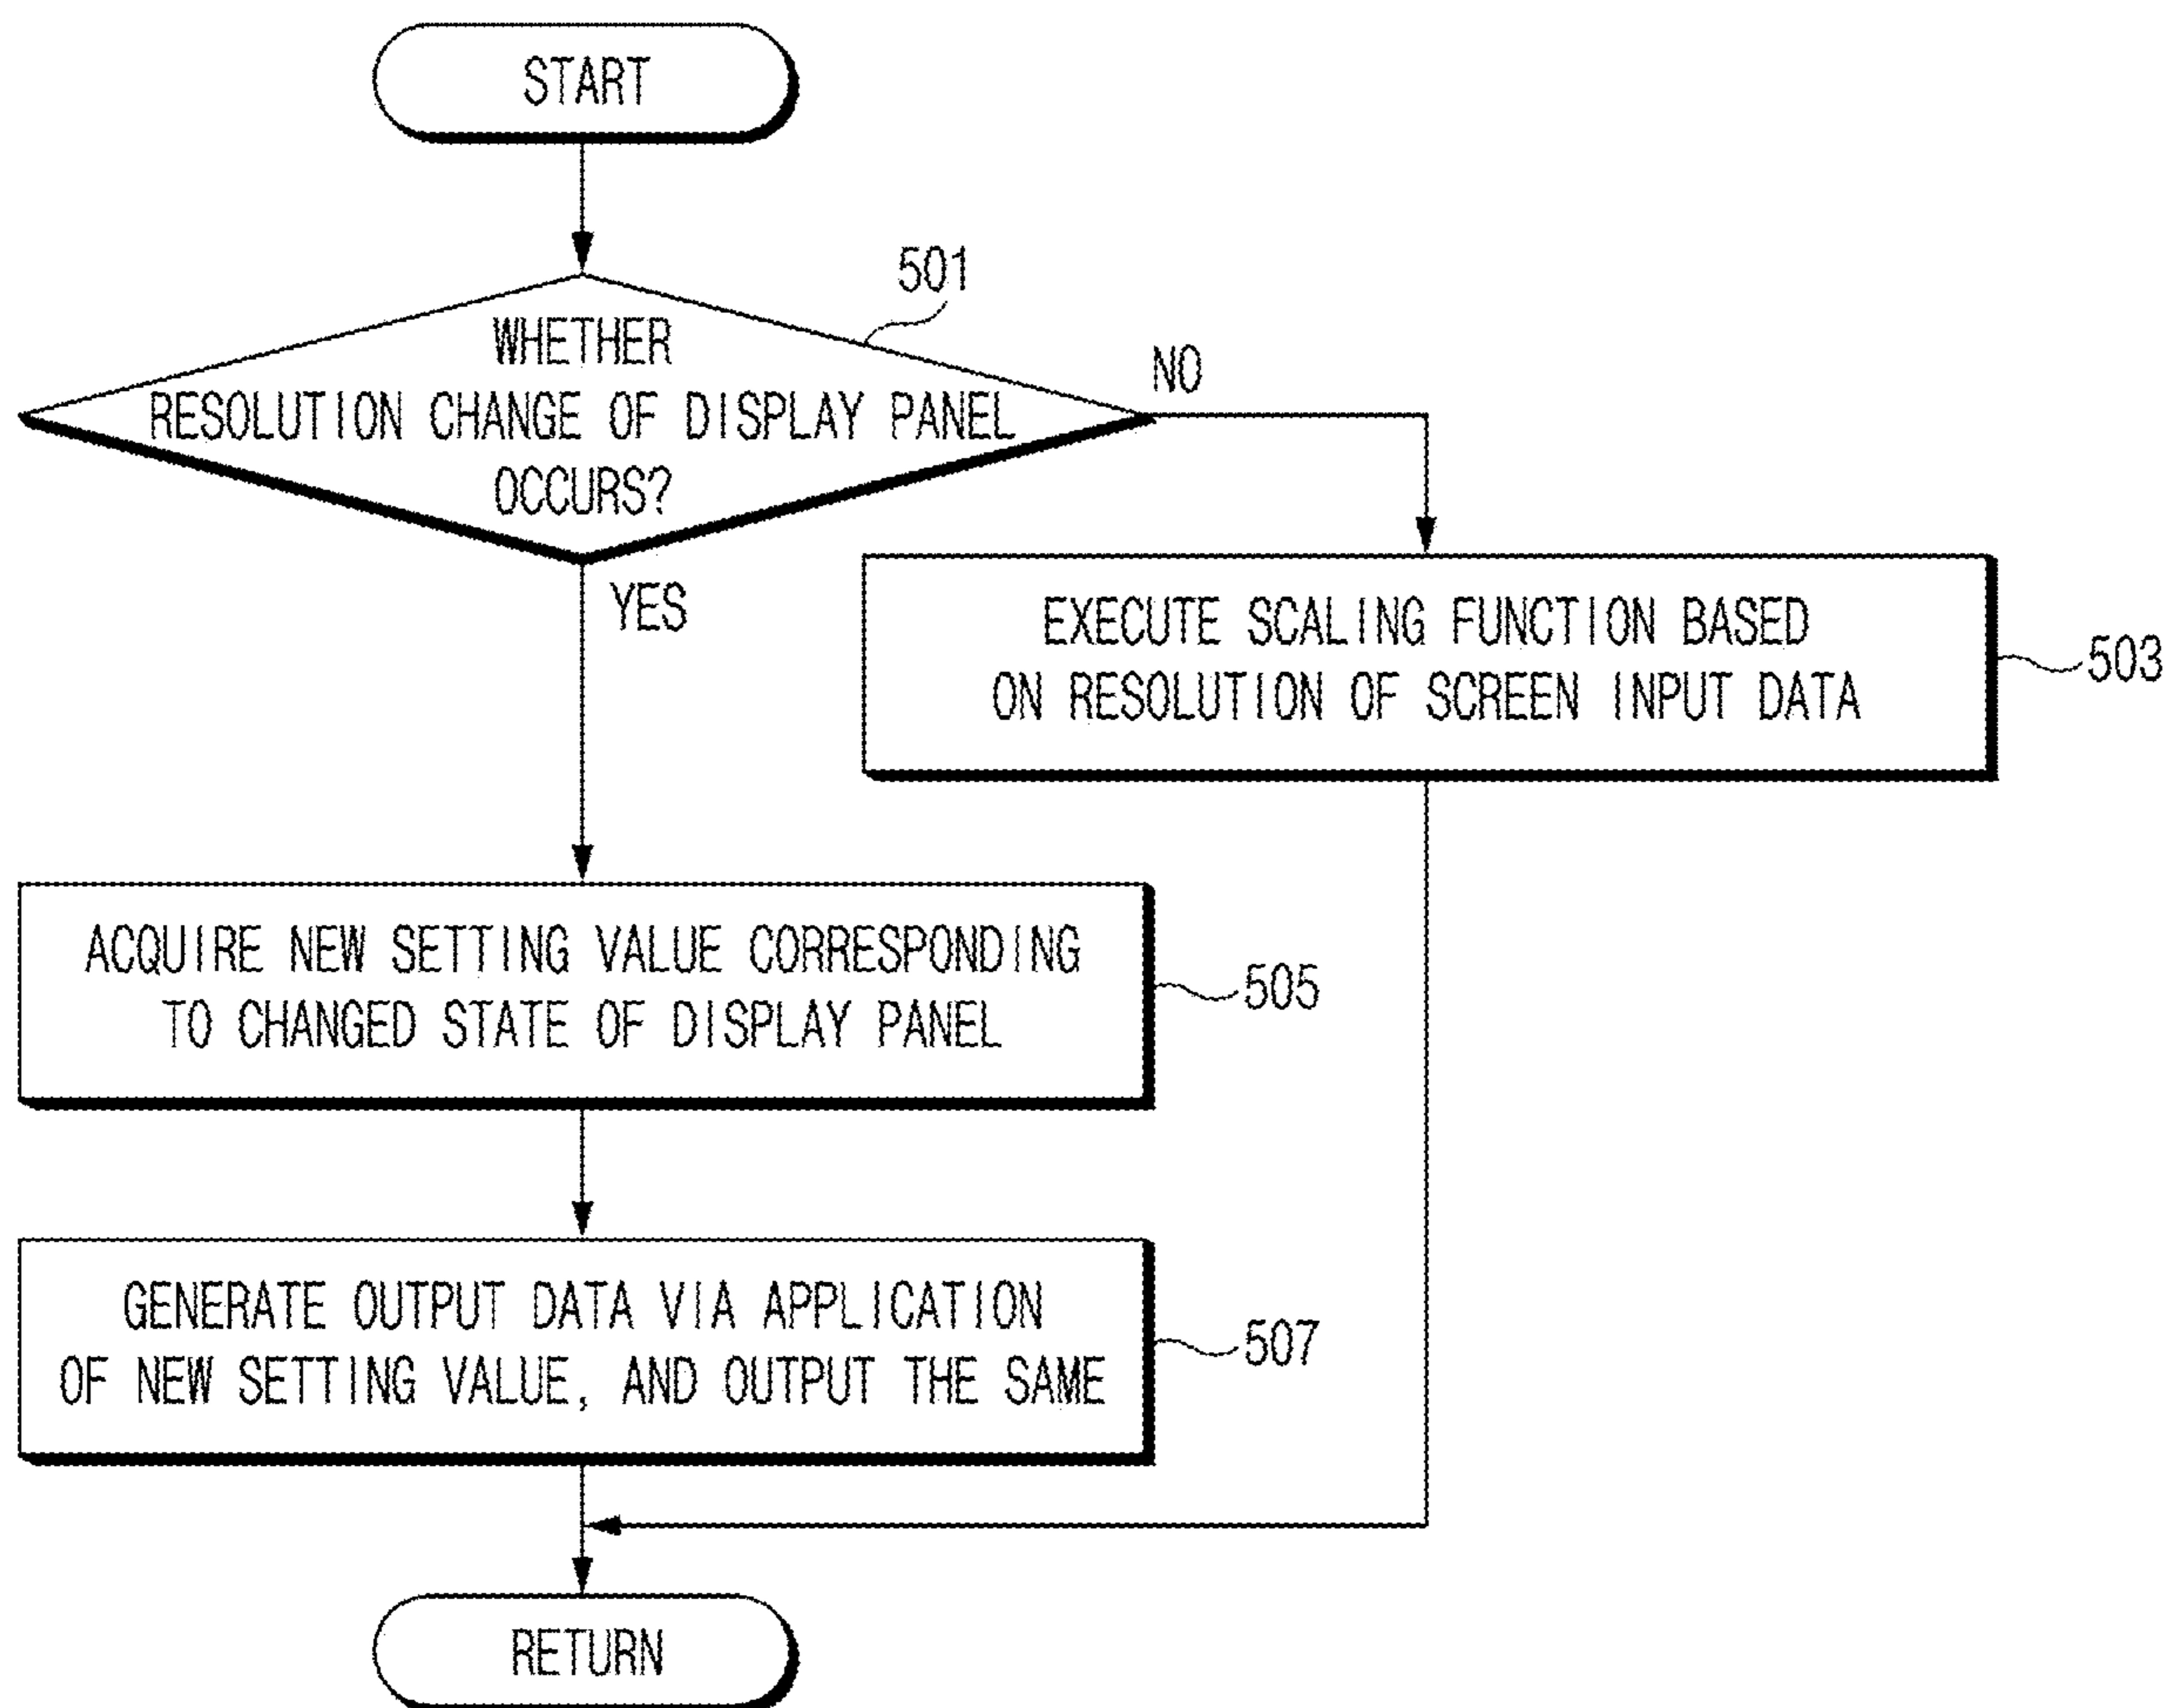 START
501
WHETHER
RESOLUTION CHANGE OF DISPLAY PANEL
OCCURS?
NO
YES
EXECUTE SCALING FUNCTION BASED
ON RESOLUTION OF SCREEN INPUT DATA
503
ACQUIRE NEW SETTING VALUE CORRESPONDING
TO CHANGED STATE OF DISPLAY PANEL
505
GENERATE OUTPUT DATA VIA APPLICATION
OF NEW SETTING VALUE, AND OUTPUT THE SAME
507
RETURN